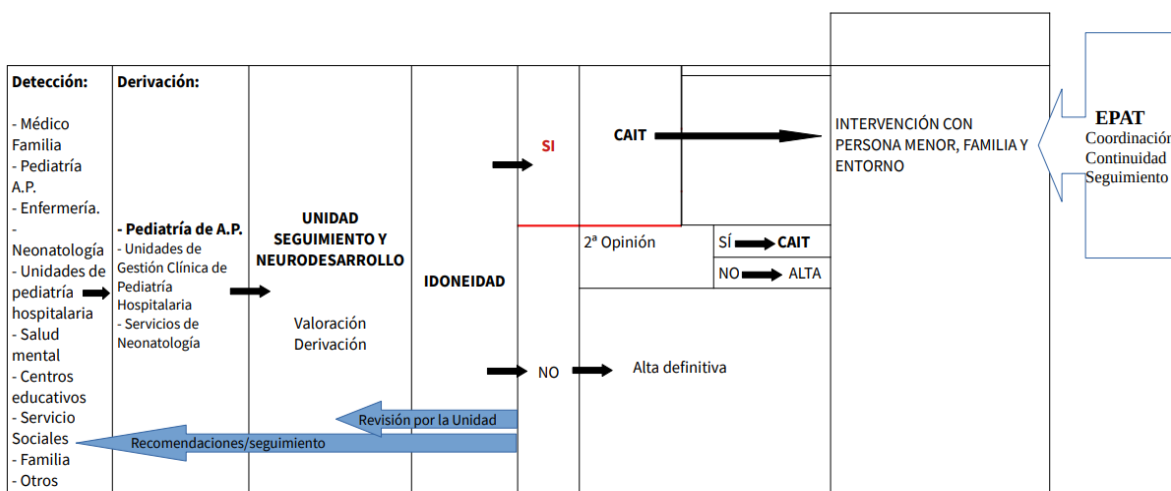 Detección:
- Médico
Familia
- Pediatría
A.P.
- Enfermería.
-
Neonatología
- Unidades de
pediatría
hospitalaria
- Salud
mental
- Centros
educativos
- Servicio
Sociales
- Familia
- Otros
Derivación:
- Pediatría de A.P.
- Unidades de
Gestión Clínica de
Pediatría
Hospitalaria
- Servicios de
Neonatología
UNIDAD
SEGUIMIENTO Y
NEURODESARROLLO
Valoración
Derivación
IDONEIDAD
SI
CAIT
INTERVENCIÓN CON
PERSONA MENOR, FAMILIA Y
ENTORNO
EPAT
Coordinación
Continuidad
Seguimiento
2ª Opinión
SÍ CAIT
NO ALTA
NO
Alta definitiva
Revisión por la Unidad
Recomendaciones/seguimiento